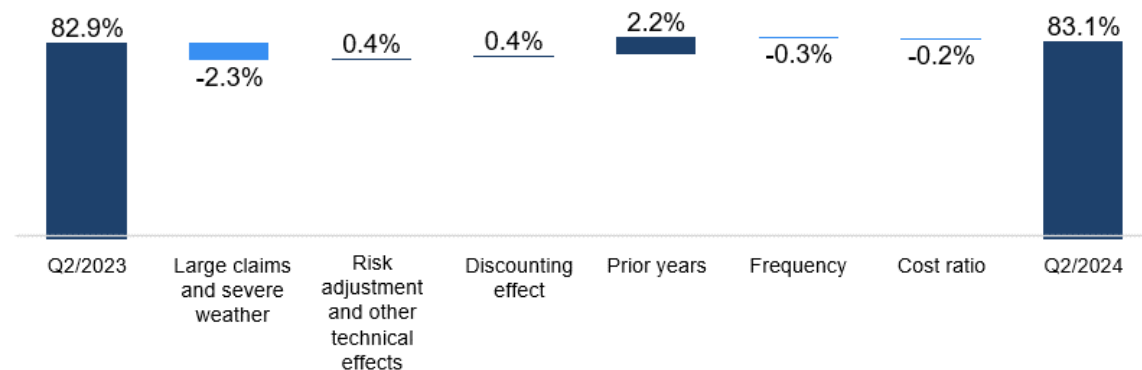 82.9%
-2.3%
0.4%
0.4%
2.2%
-0.3%
-0.2%
83.1%
Q2/2023
Large claims
and severe
weather
Risk
adjustment
and other
technical
effects
Discounting
effect
Prior years
Frequency
Cost ratio
Q2/2024